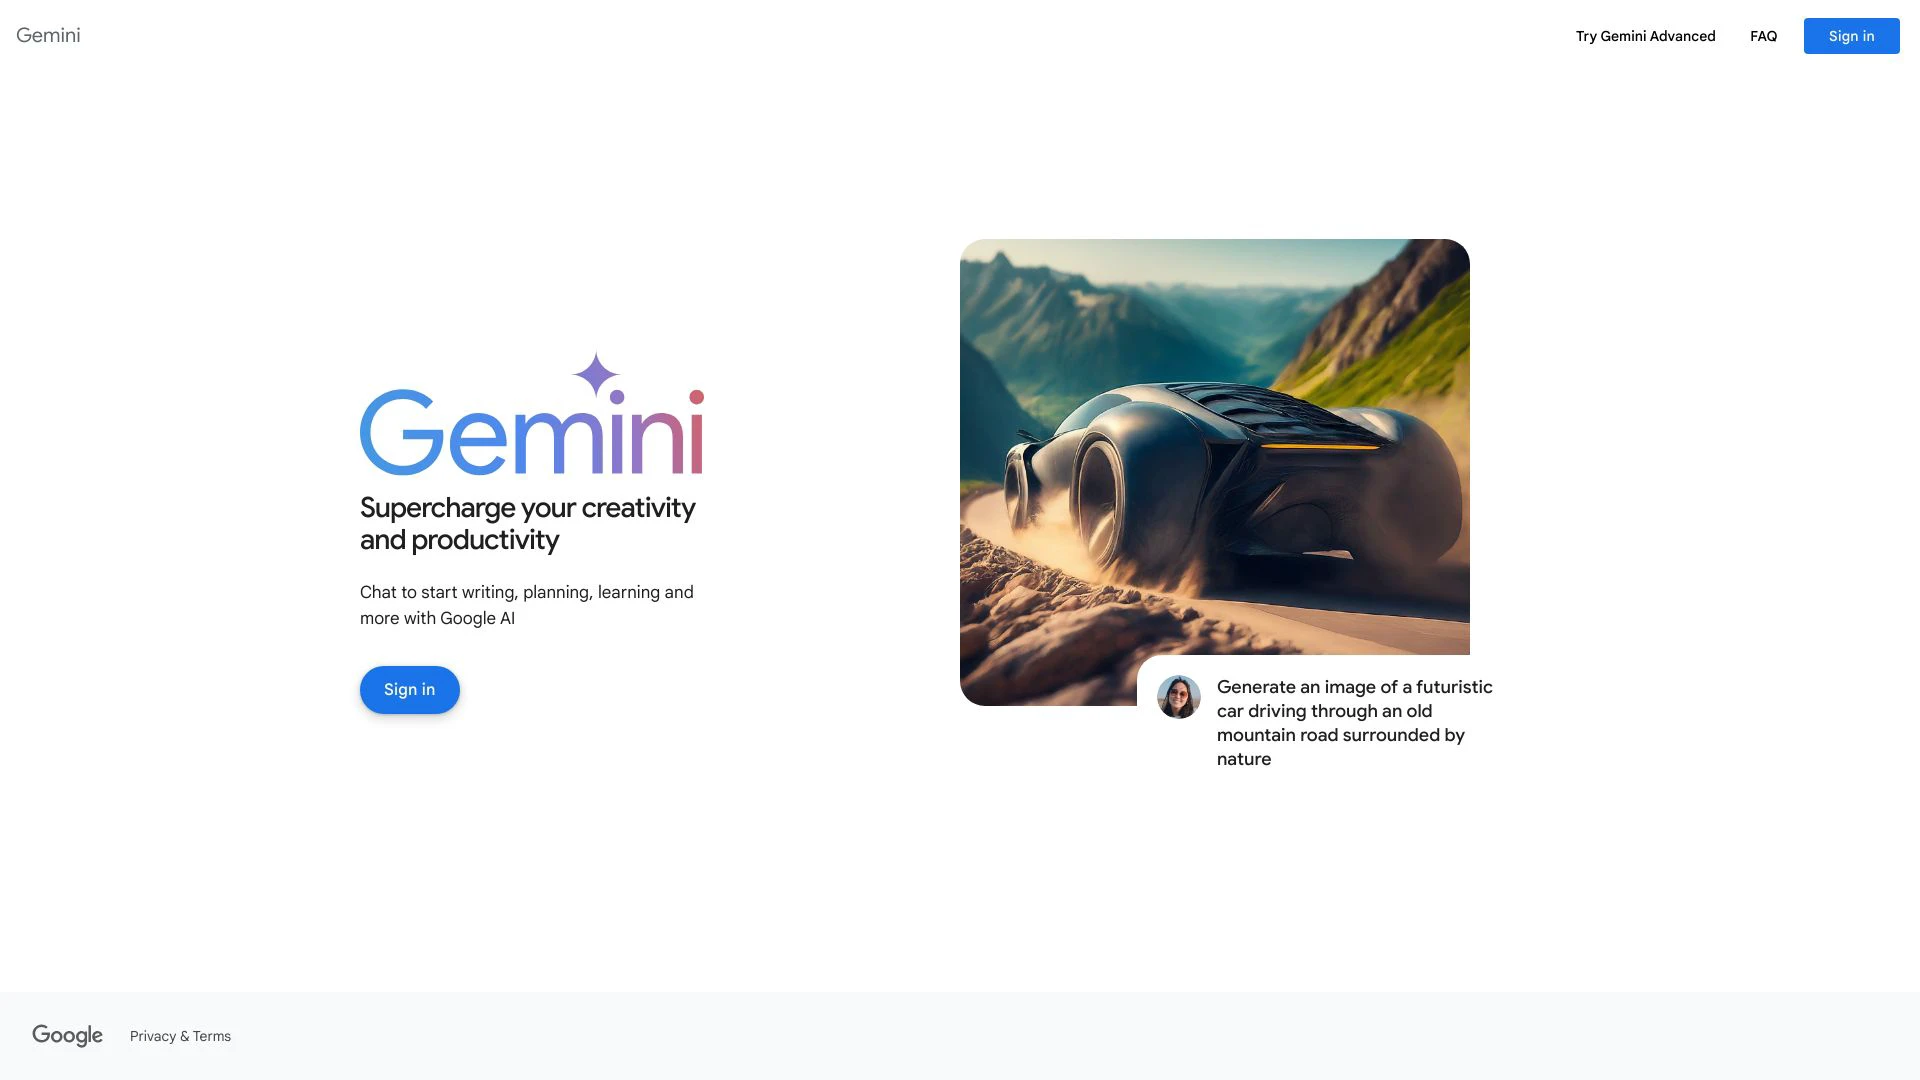 Gemini
Try Gemini Advanced
FAQ
Sign in
Gemini
Supercharge your creativity
and productivity
Chat to start writing, planning, learning and
more with Google AI
Sign in
Generate an image of a futuristic
car driving through an old
mountain road surrounded by
nature
Google
Privacy & Terms